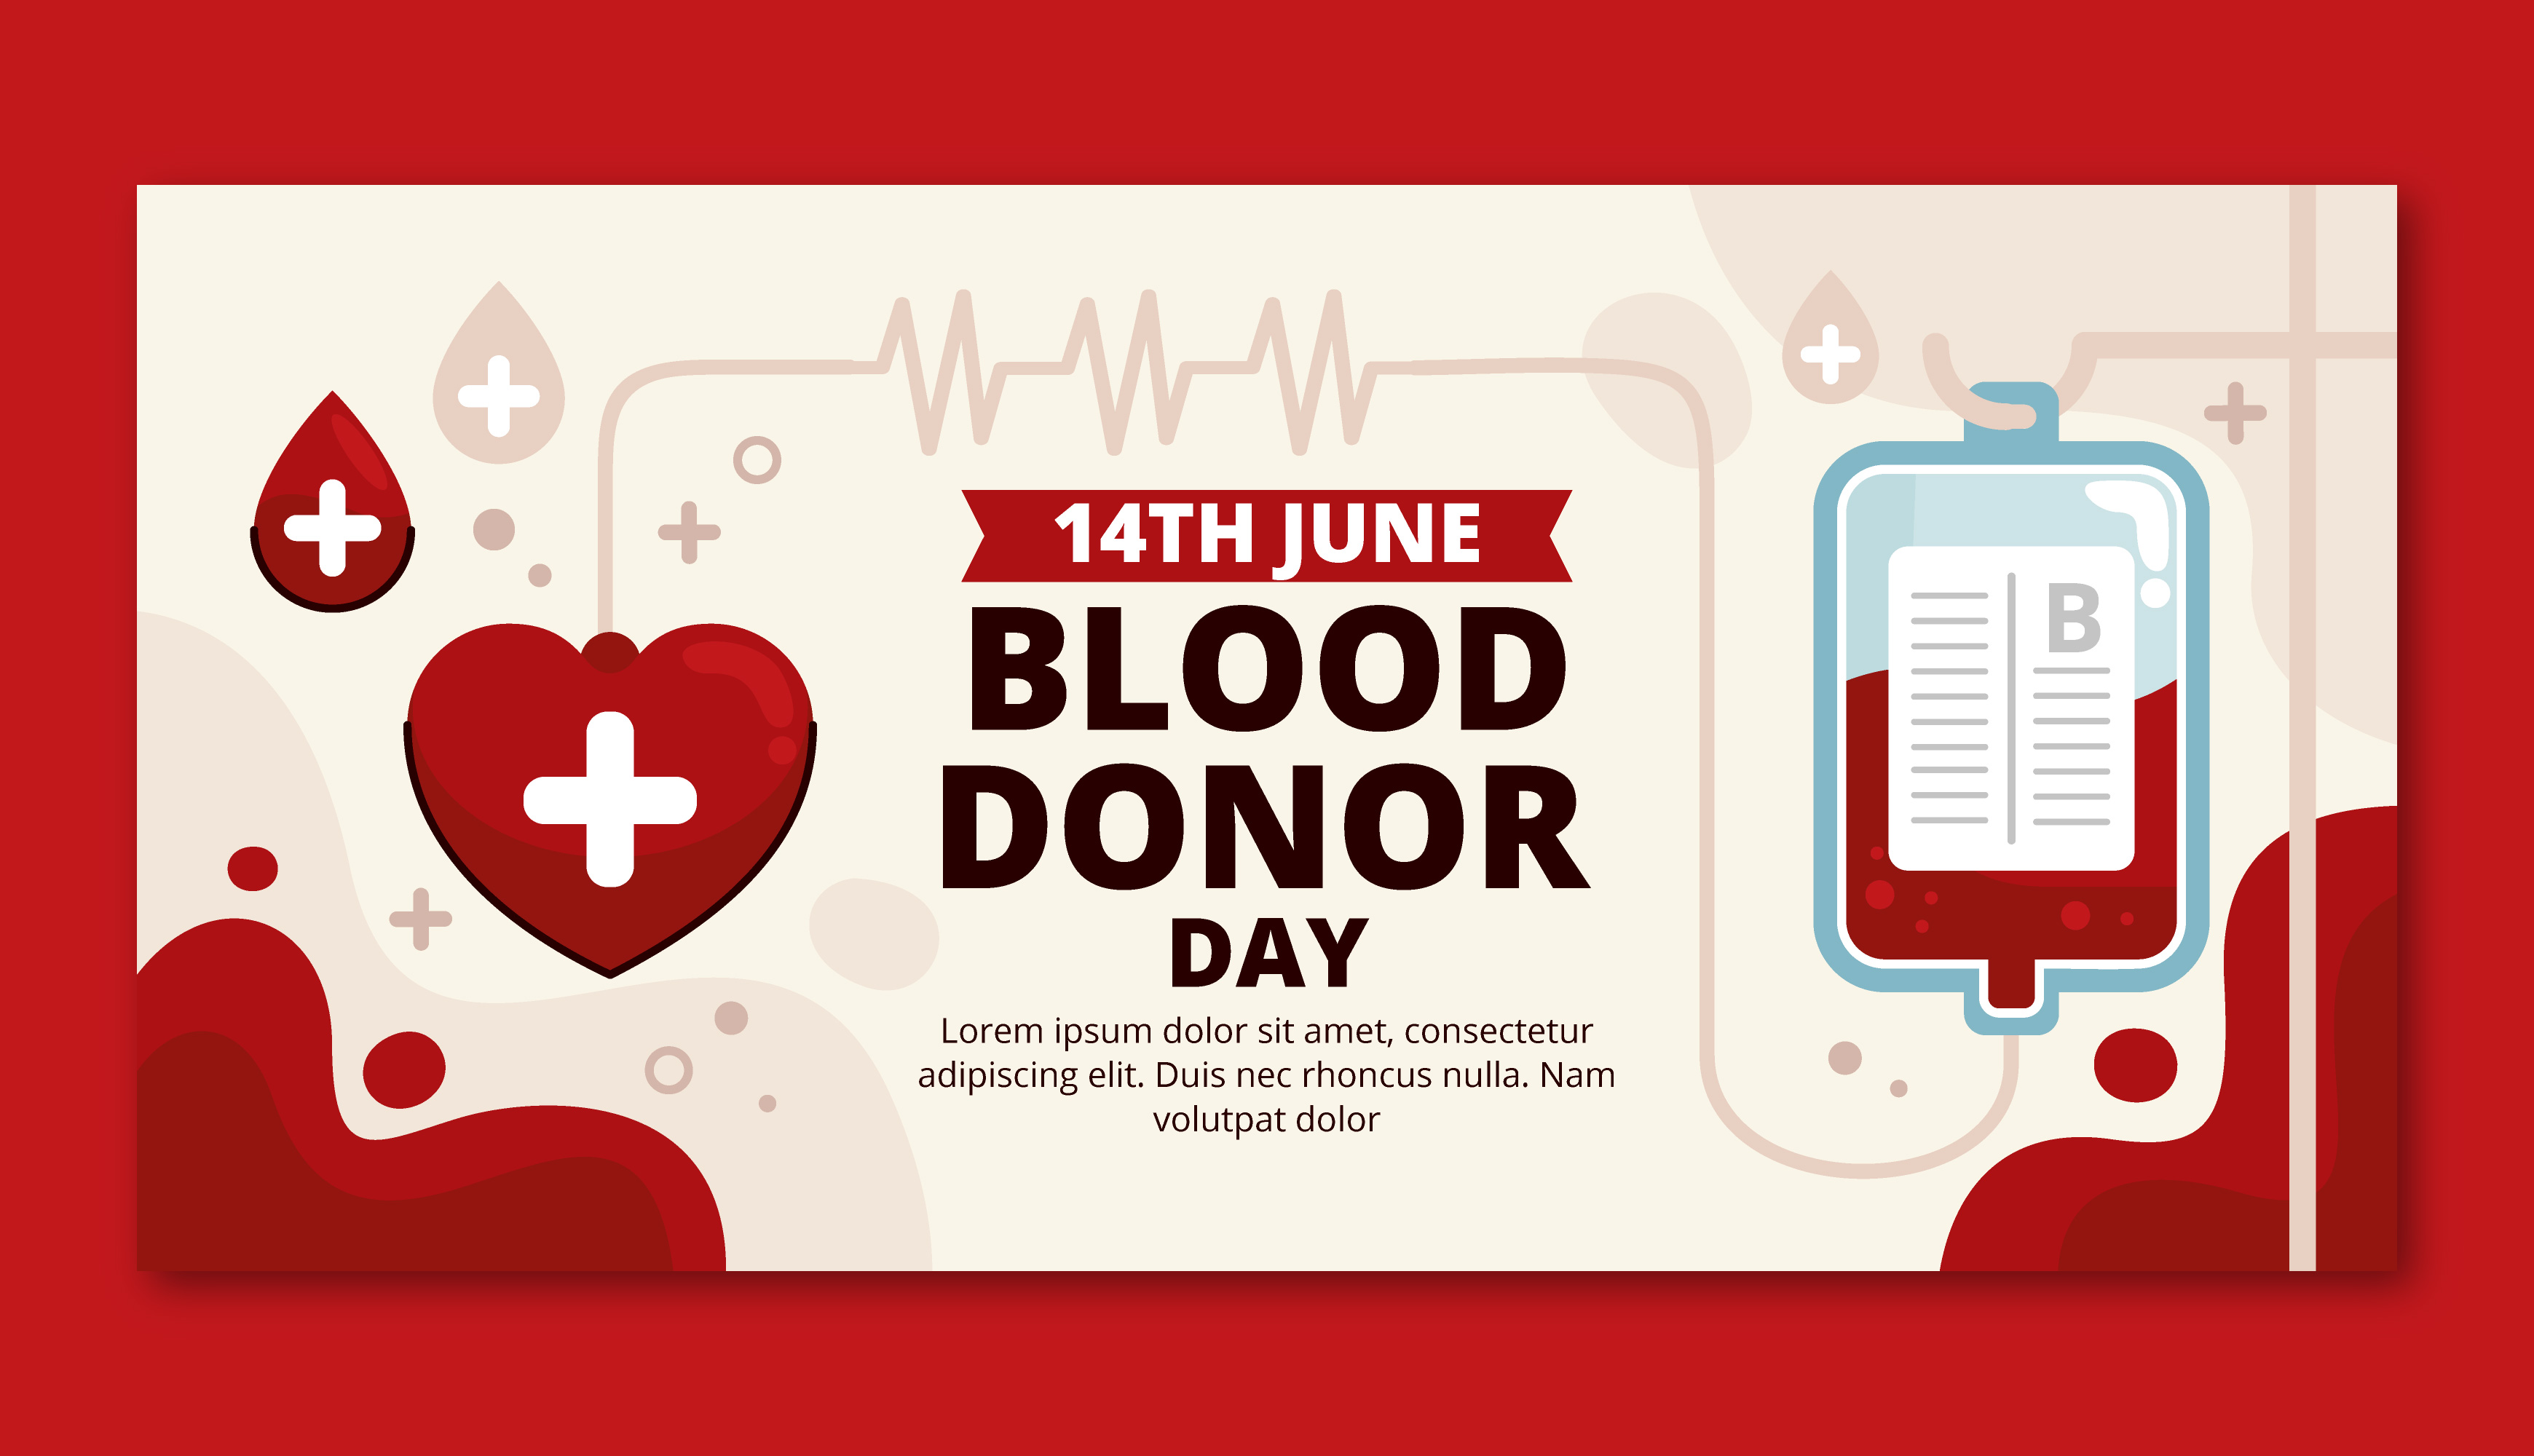 14TH JUNE
BLOOD
DONOR
DAY
Lorem ipsum dolor sit amet, consectetur
adipiscing elit. Duis nec rhoncus nulla. Nam
volutpat dolor
B